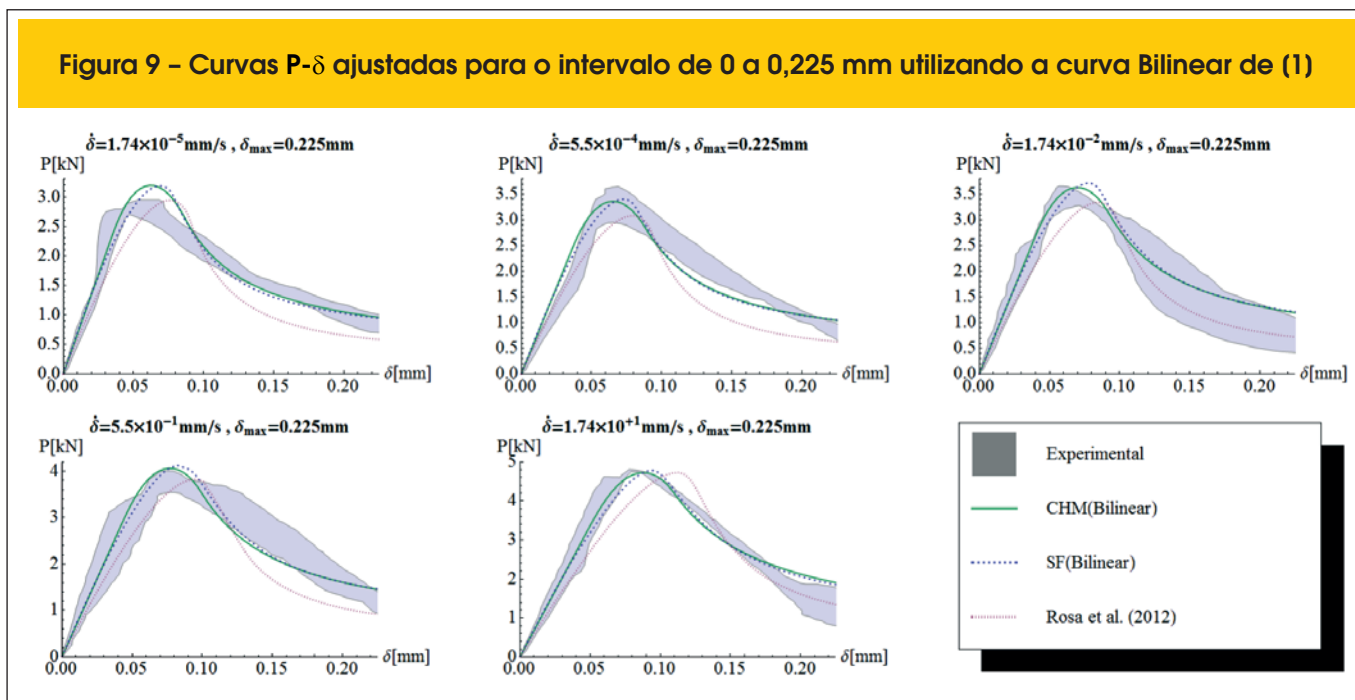 Figura 9 – Curvas P-δ ajustadas para o intervalo de 0 a 0,225 mm utilizando a curva Bilinear de (1)
δ̇=1.74×10⁻⁵mm/s , δmax=0.225mm
P[kN]
3.0
2.5
2.0
1.5
1.0
0.5
0.0
0.00 0.05 0.10 0.15 0.20 δ[mm]
δ̇=5.5×10⁻⁴mm/s , δmax=0.225mm
P[kN]
3.5
3.0
2.5
2.0
1.5
1.0
0.5
0.0
0.00 0.05 0.10 0.15 0.20 δ[mm]
δ̇=1.74×10⁻²mm/s , δmax=0.225mm
P[kN]
3.5
3.0
2.5
2.0
1.5
1.0
0.5
0.0
0.00 0.05 0.10 0.15 0.20 δ[mm]
δ̇=5.5×10⁻¹mm/s , δmax=0.225mm
P[kN]
4
3
2
1
0
0.00 0.05 0.10 0.15 0.20 δ[mm]
δ̇=1.74×10⁺¹mm/s , δmax=0.225mm
P[kN]
5
4
3
2
1
0
0.00 0.05 0.10 0.15 0.20 δ[mm]
Experimental
CHM(Bilinear)
SF(Bilinear)
Rosa et al. (2012)